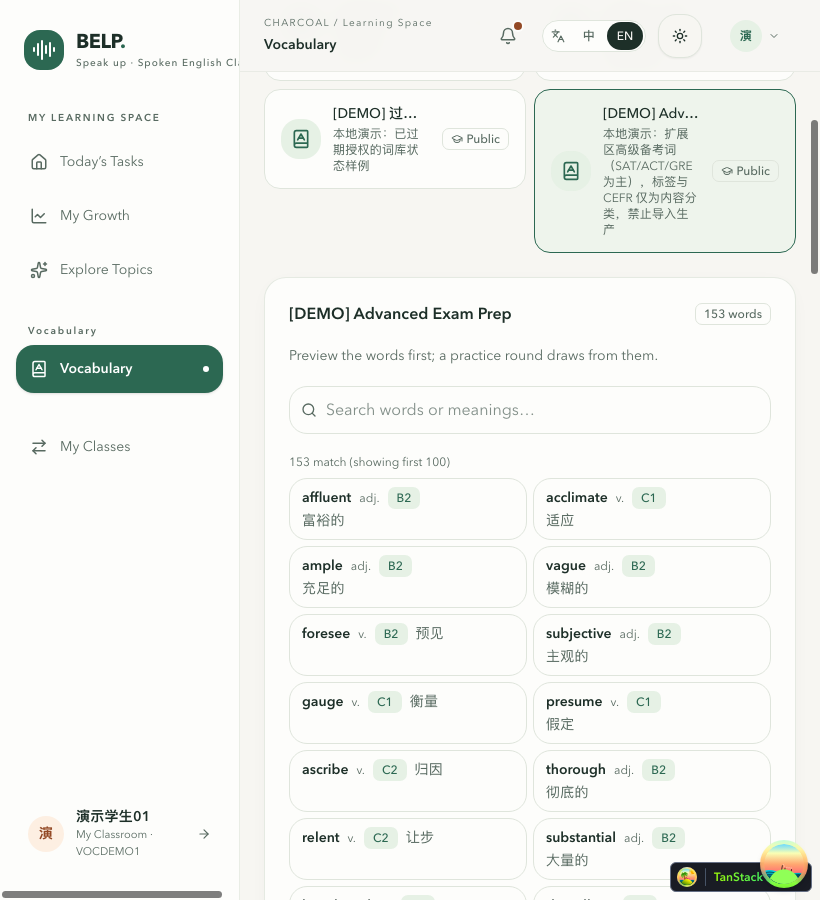 BELP.
Speak up · Spoken English Cl
MY LEARNING SPACE
Today's Tasks
My Growth
Explore Topics
Vocabulary
Vocabulary
My Classes
演
演示学生01
My Classroom ·
VOCDEMO1
CHARCOAL / Learning Space
Vocabulary
中
EN
演
[DEMO] 过…
本地演示：已过
期授权的词库状
态样例
Public
[DEMO] Adv…
本地演示：扩展
区高级备考词
（SAT/ACT/GRE
为主），标签与
CEFR 仅为内容分
类，禁止导入生
产
Public
[DEMO] Advanced Exam Prep
153 words
Preview the words first; a practice round draws from them.
Search words or meanings…
153 match (showing first 100)
affluent adj. B2
富裕的
acclimate v. C1
适应
ample adj. B2
充足的
vague adj. B2
模糊的
foresee v. B2 预见
subjective adj. B2
主观的
gauge v. C1 衡量
presume v. C1
假定
ascribe v. C2 归因
thorough adj. B2
彻底的
relent v. C2 让步
substantial adj. B2
大量的
TanStack